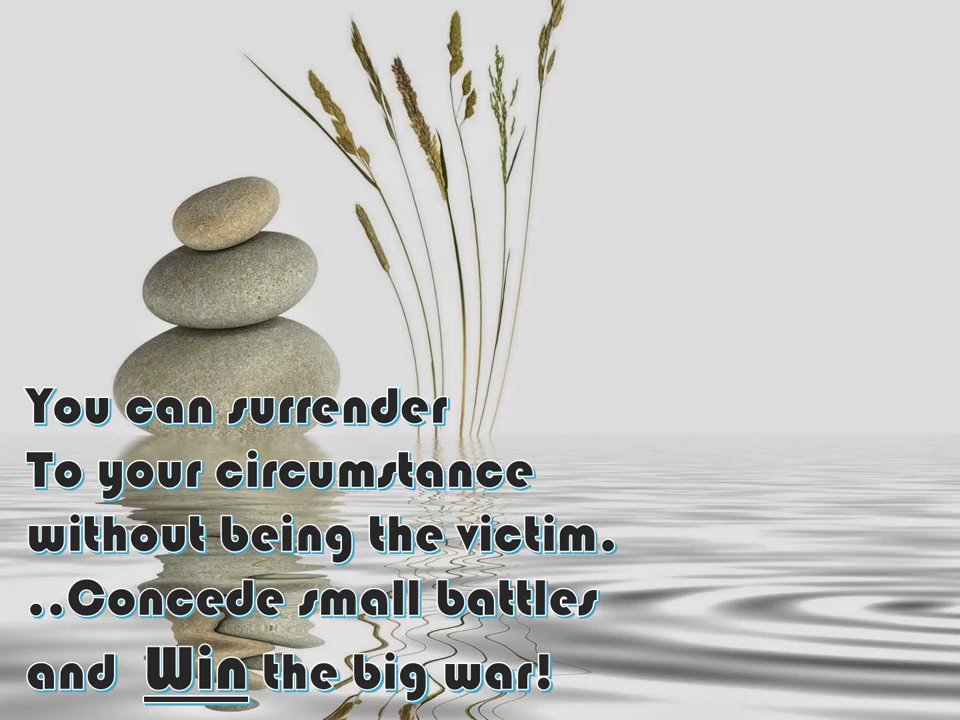 You can surrender
To your circumstance
without being the victim.
..Concede small battles
and Win the big war!